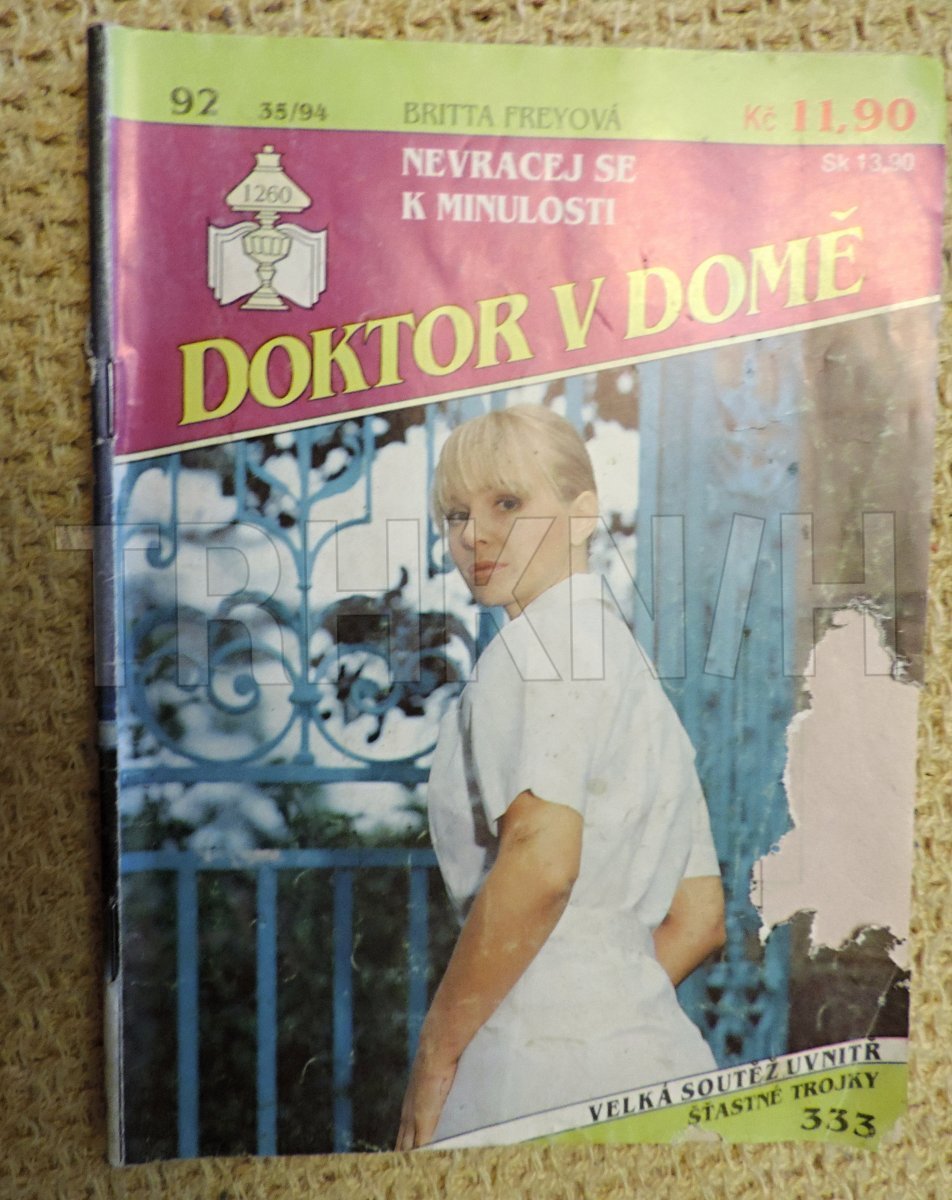 92 35/94 BRITTA FREYOVÁ Kč 11,90
NEVRACEJ SE
K MINULOSTI
Sk 13,90
1260
DOKTOR V DOMĚ
TRHKNIH
VELKÁ SOUTĚŽ UVNITŘ
ŠŤASTNÉ TROJKY
333